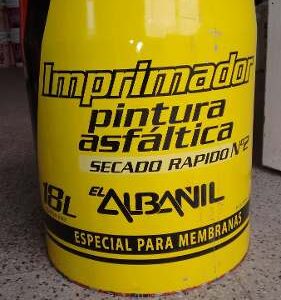 Imprimador
pintura
asfáltica
SECADO RAPIDO Nº2
18L
EL ALBAÑIL
ESPECIAL PARA MEMBRANAS